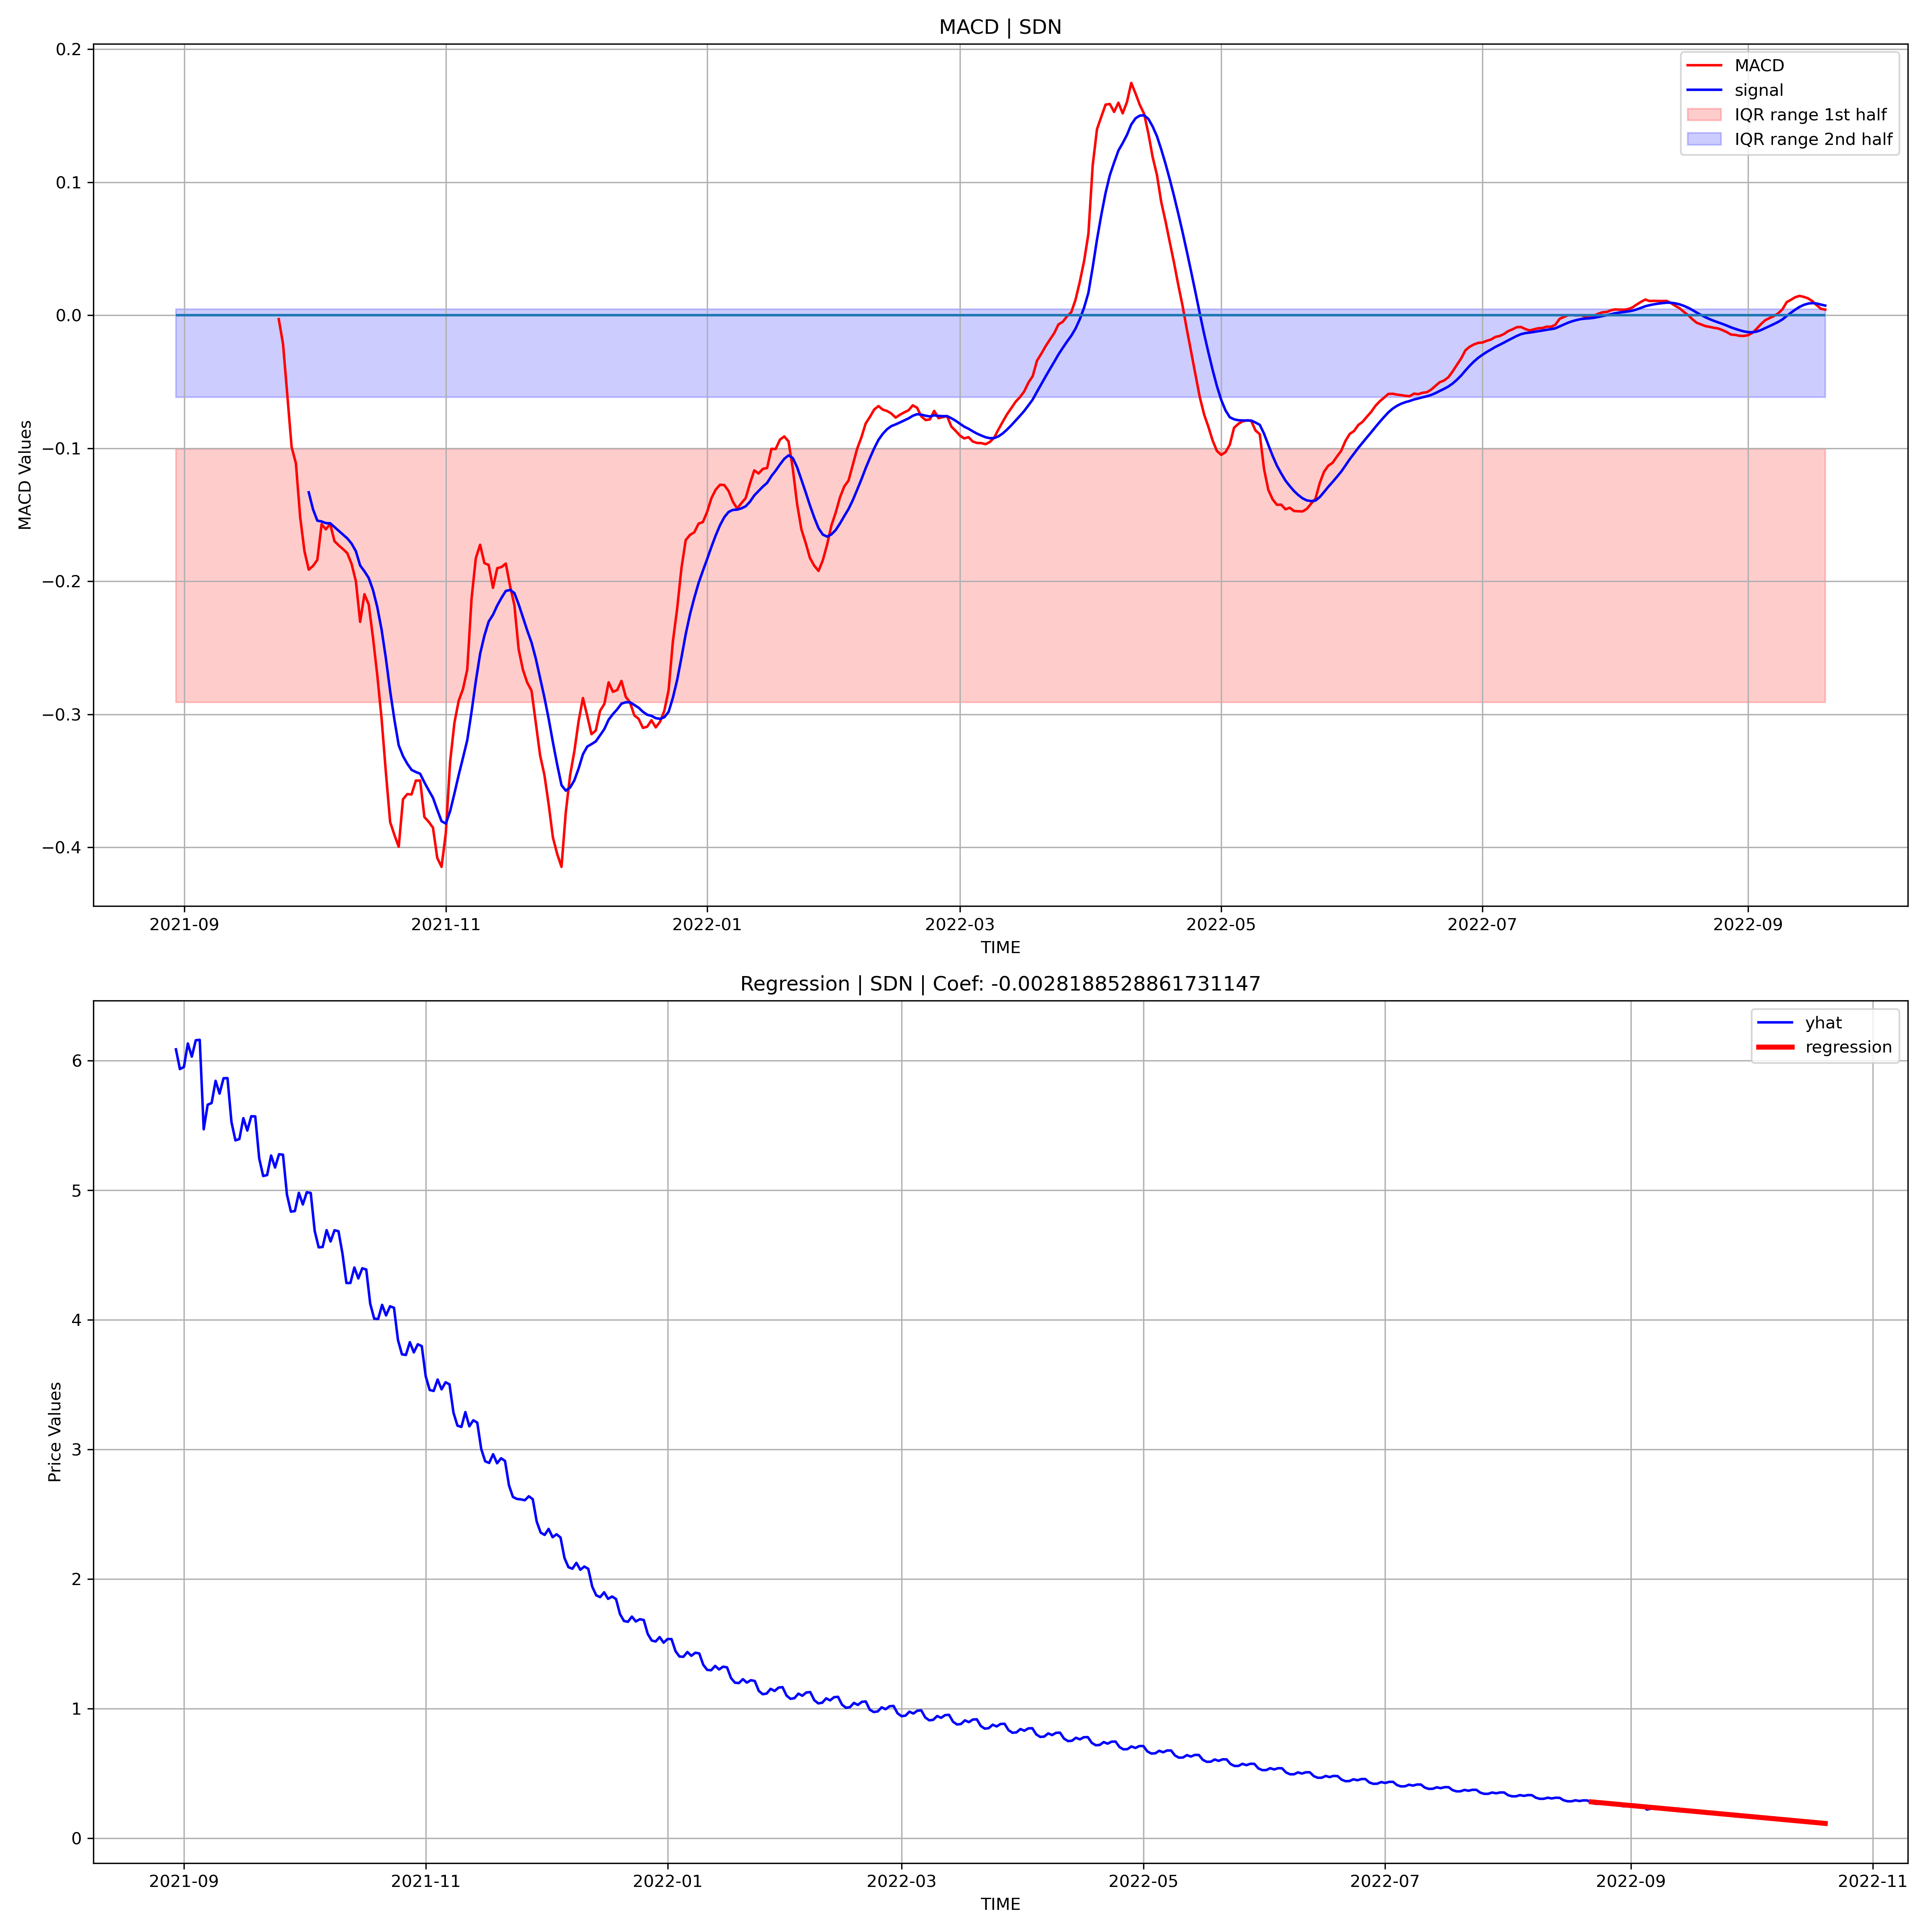 MACD | SDN
0.2
0.1
0.0
−0.1
−0.2
−0.3
−0.4
MACD Values
MACD
signal
IQR range 1st half
IQR range 2nd half
2021-09 2021-11 2022-01 2022-03 2022-05 2022-07 2022-09
TIME
Regression | SDN | Coef: -0.0028188528861731147
6
5
4
3
2
1
0
Price Values
yhat
regression
2021-09 2021-11 2022-01 2022-03 2022-05 2022-07 2022-09 2022-11
TIME